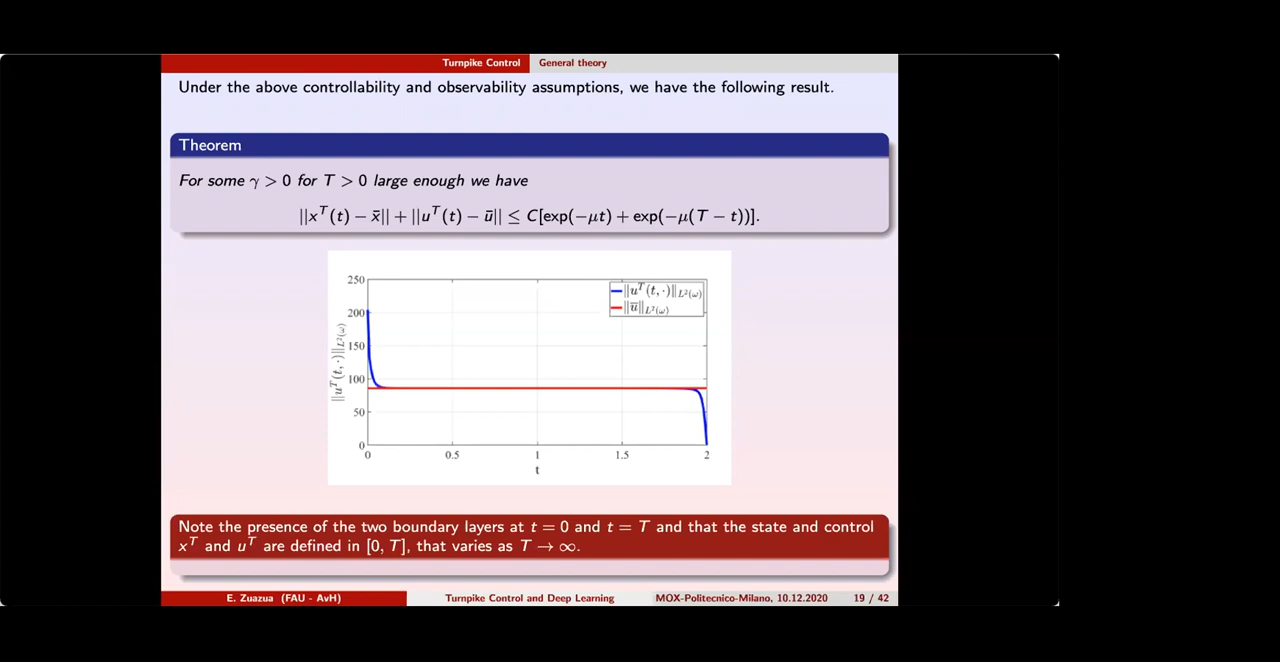 Turnpike Control General theory
Under the above controllability and observability assumptions, we have the following result.
Theorem
For some γ > 0 for T > 0 large enough we have
||x^T(t) − x̄|| + ||u^T(t) − ū|| ≤ C[exp(−μt) + exp(−μ(T − t))].
250
200
150
100
50
0
||u^T(t, ·)||_{L²(ω)}
||u^T(t, ·)||_{L²(ω)}
||ū||_{L²(ω)}
0 0.5 1 1.5 2
t
Note the presence of the two boundary layers at t = 0 and t = T and that the state and control
x^T and u^T are defined in [0, T], that varies as T → ∞.
E. Zuazua (FAU - AvH) Turnpike Control and Deep Learning MOX-Politecnico-Milano, 10.12.2020 19 / 42